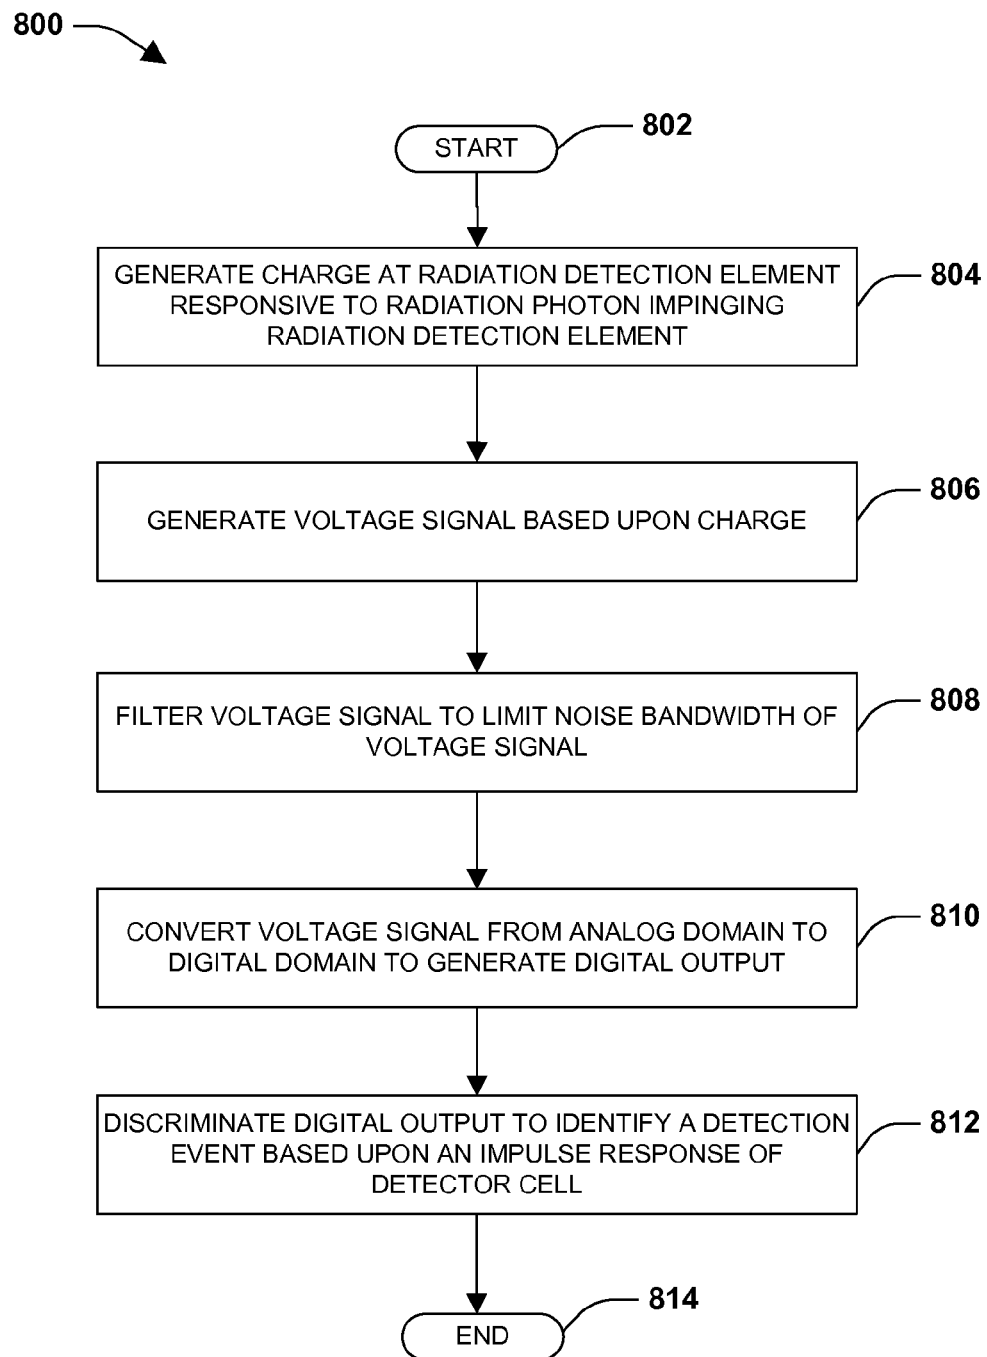 800
802
START
GENERATE CHARGE AT RADIATION DETECTION ELEMENT
RESPONSIVE TO RADIATION PHOTON IMPINGING
RADIATION DETECTION ELEMENT
804
GENERATE VOLTAGE SIGNAL BASED UPON CHARGE
806
FILTER VOLTAGE SIGNAL TO LIMIT NOISE BANDWIDTH OF
VOLTAGE SIGNAL
808
CONVERT VOLTAGE SIGNAL FROM ANALOG DOMAIN TO
DIGITAL DOMAIN TO GENERATE DIGITAL OUTPUT
810
DISCRIMINATE DIGITAL OUTPUT TO IDENTIFY A DETECTION
EVENT BASED UPON AN IMPULSE RESPONSE OF
DETECTOR CELL
812
814
END